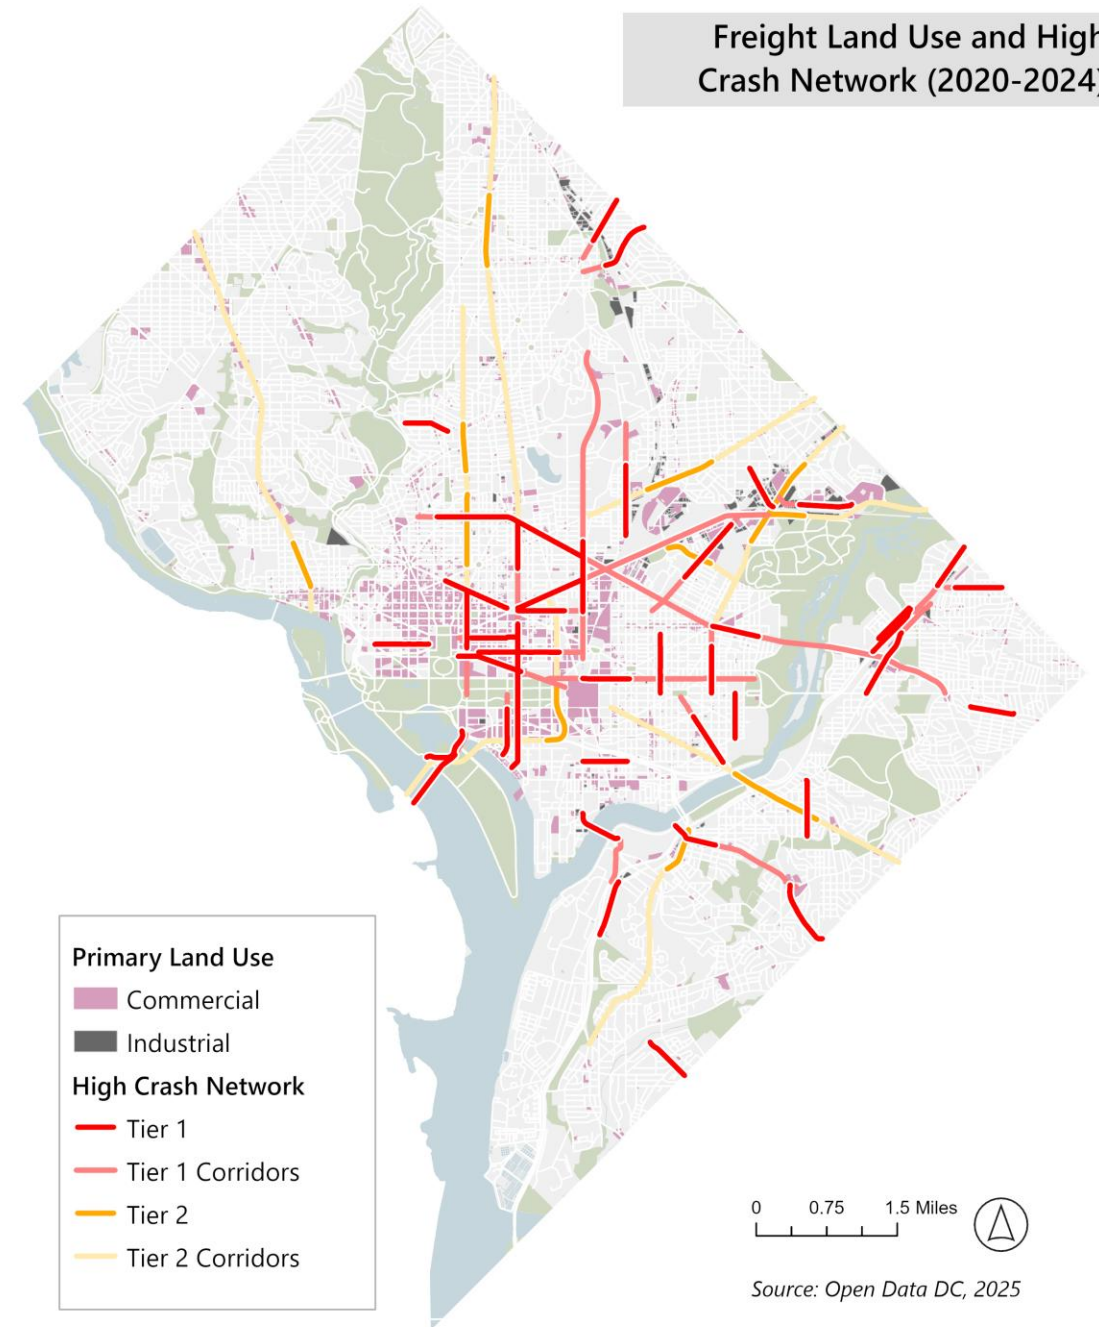 Freight Land Use and High
Crash Network (2020-2024)
Primary Land Use
Commercial
Industrial
High Crash Network
Tier 1
Tier 1 Corridors
Tier 2
Tier 2 Corridors
0 0.75 1.5 Miles
Source: Open Data DC, 2025